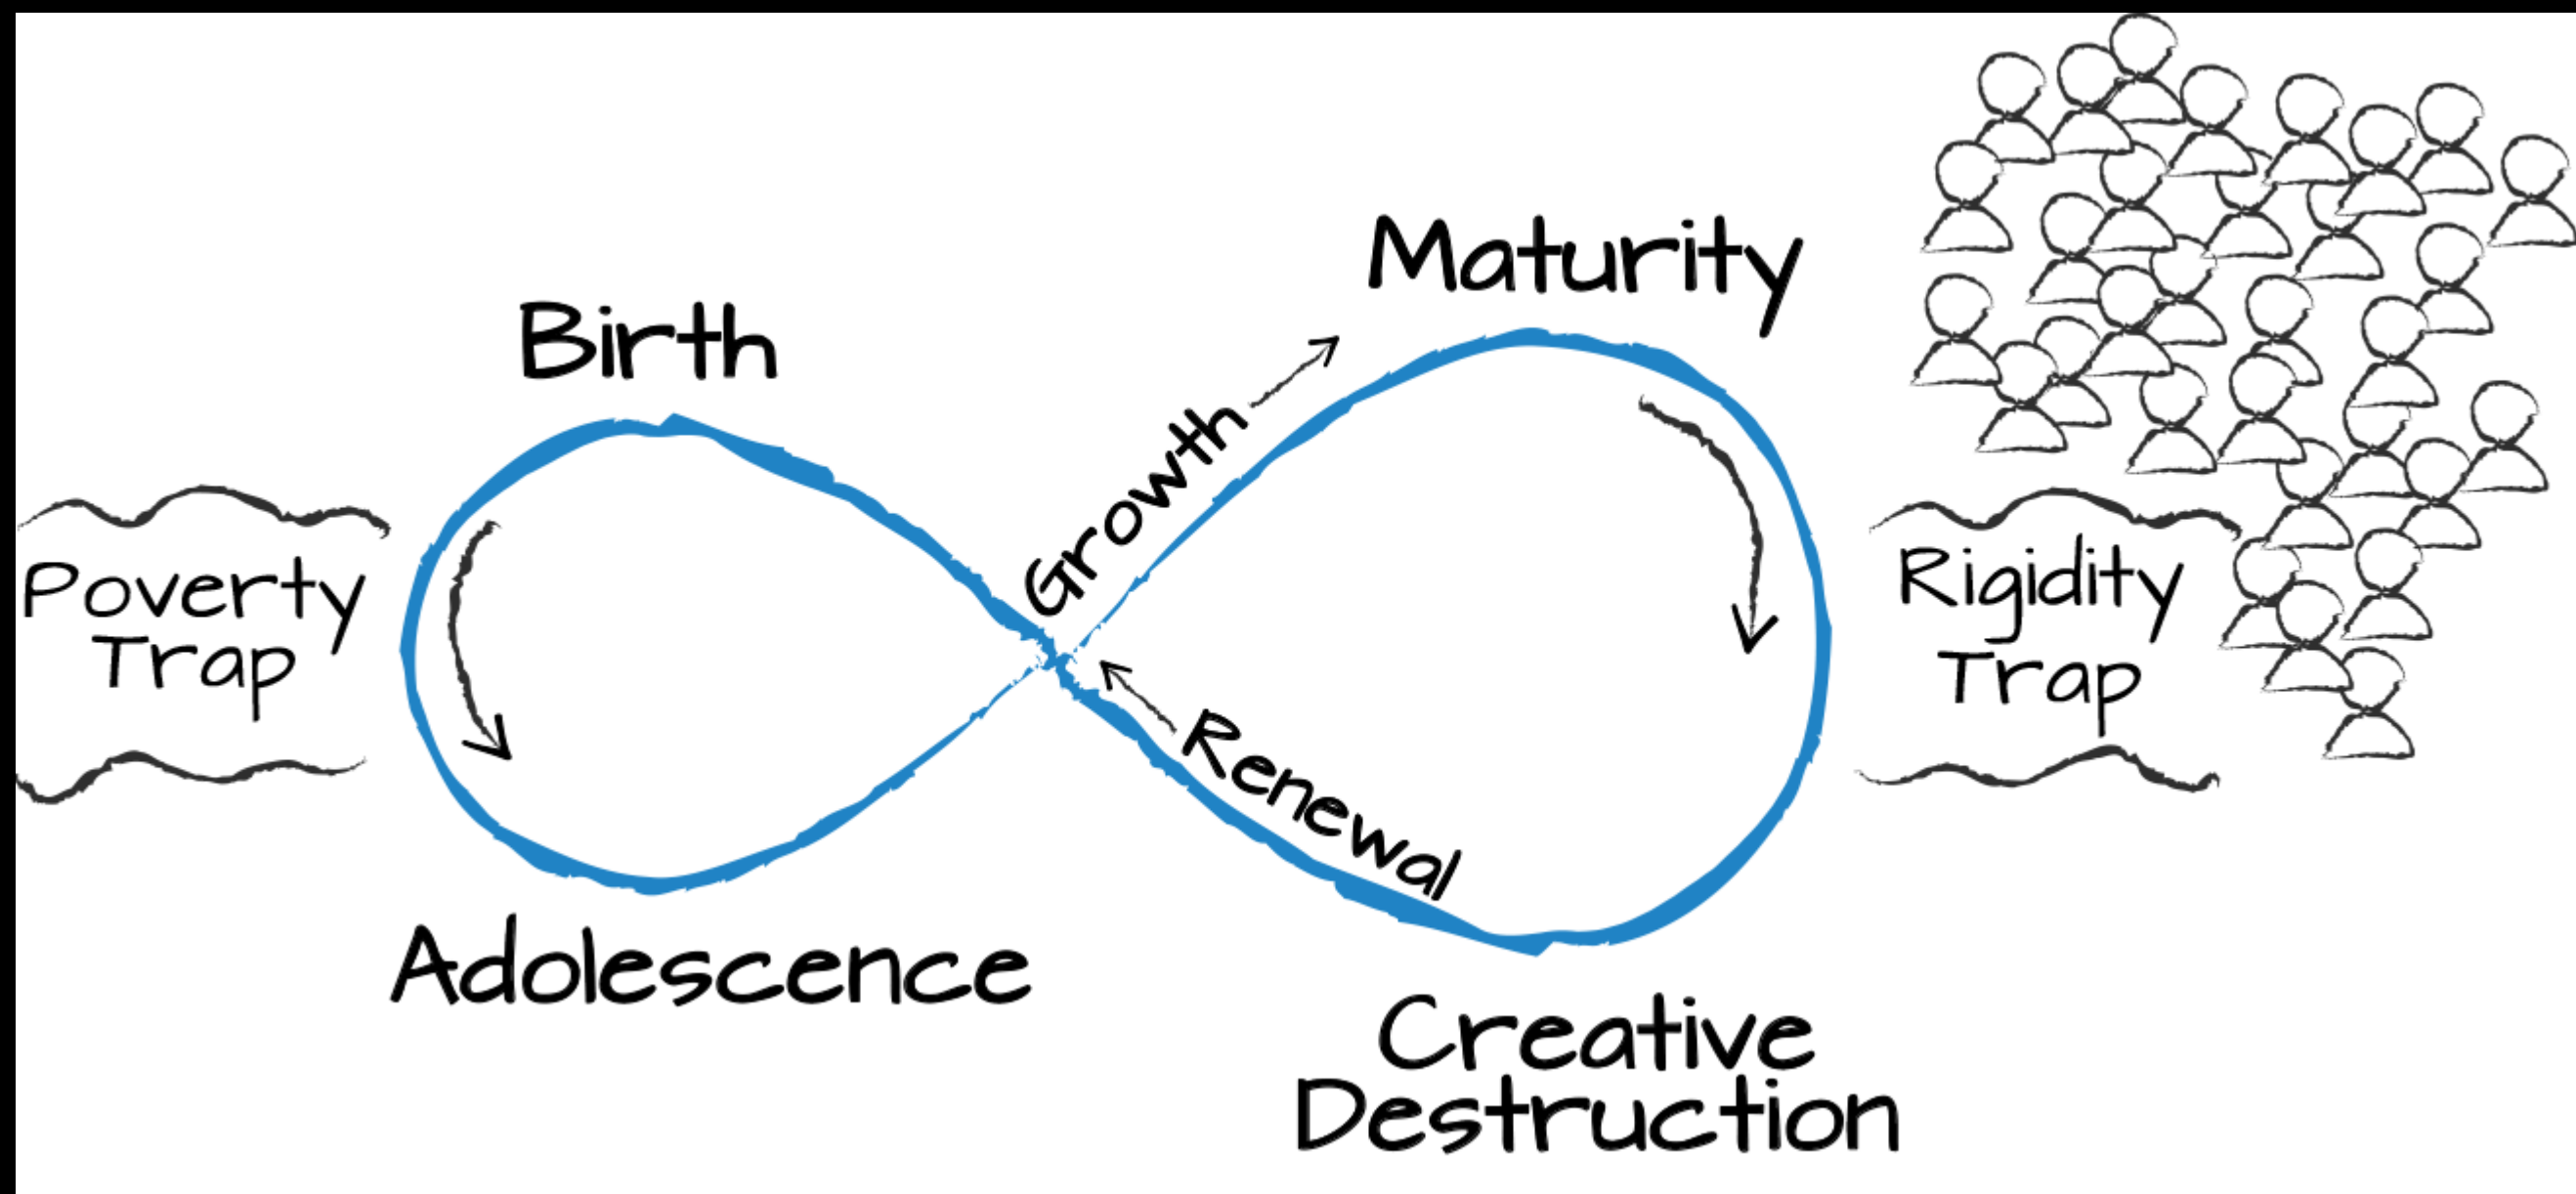 Birth
Maturity
Growth
Poverty
Trap
Rigidity
Trap
Renewal
Adolescence
Creative
Destruction